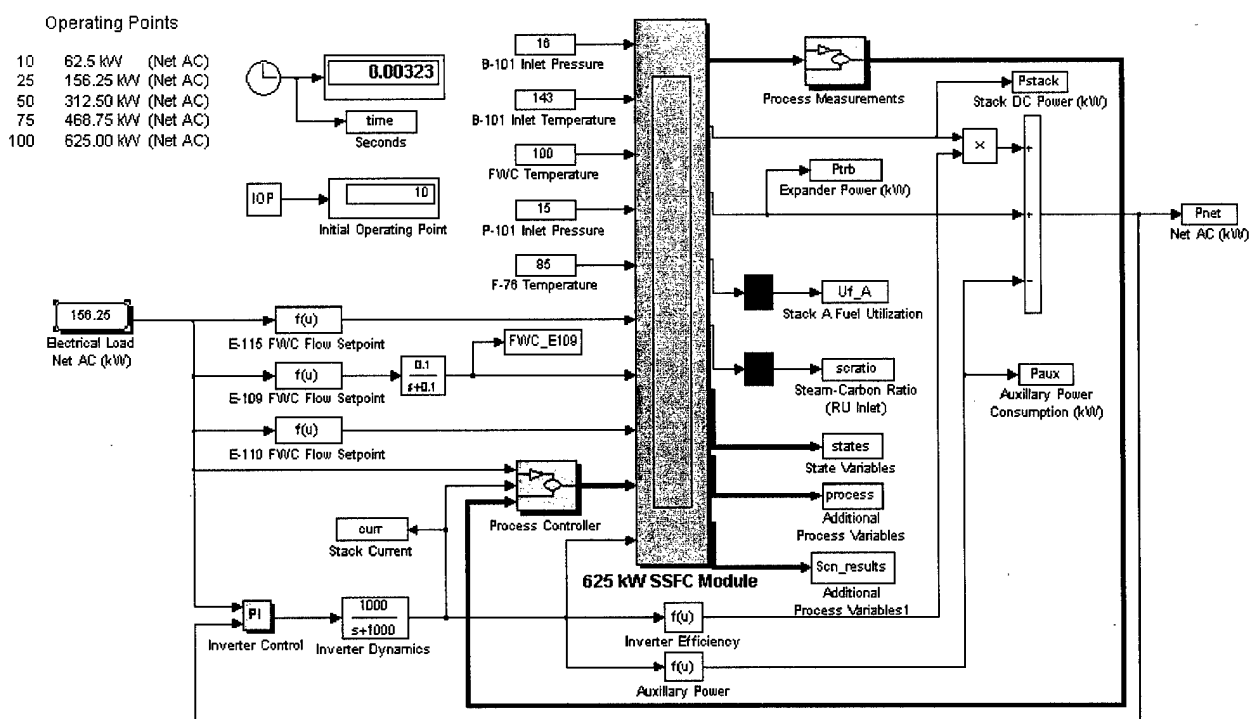 Operating Points
10 62.5 kW (Net AC)
25 156.25 kW (Net AC)
50 312.50 kW (Net AC)
75 468.75 kW (Net AC)
100 625.00 kW (Net AC)
0.00323
time
Seconds
IOP
10
Initial Operating Point
16
B-101 Inlet Pressure
143
B-101 Inlet Temperature
100
FWC Temperature
15
P-101 Inlet Pressure
85
F-76 Temperature
156.25
Electrical Load
Net AC (kW)
f(u)
E-115 FWC Flow Setpoint
f(u)
E-109 FWC Flow Setpoint
0.1
s+0.1
FWC_E109
f(u)
E-110 FWC Flow Setpoint
Process Controller
curr
Stack Current
PI
Inverter Control
1000
s+1000
Inverter Dynamics
625 kW SSFC Module
f(u)
Inverter Efficiency
f(u)
Auxillary Power
Process Measurements
Pstack
Stack DC Power (kW)
×
+
+
-
Ptrb
Expander Power (kW)
Pnet
Net AC (kW)
Uf_A
Stack A Fuel Utilization
scratio
Steam-Carbon Ratio
(RU Inlet)
Paux
Auxillary Power
Consumption (kW)
states
State Variables
process
Additional
Process Variables
Scn_results
Additional
Process Variables1